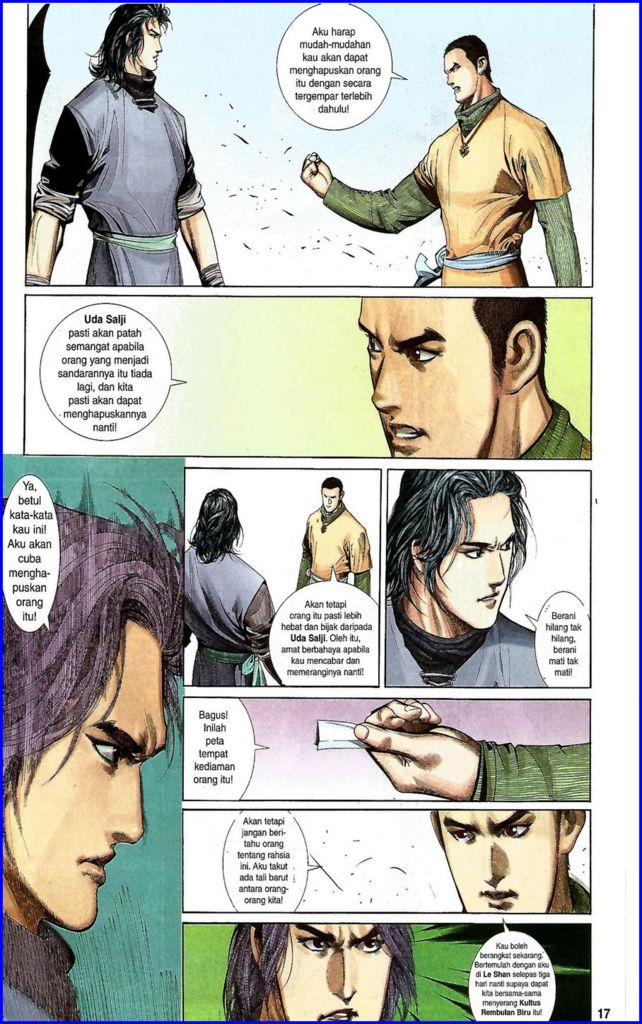 Aku harap
mudah-mudahan
kau akan dapat
menghapuskan orang
itu dengan secara
tergempar terlebih
dahulu!
Uda Salji
pasti akan patah
semangat apabila
orang yang menjadi
sandarannya itu tiada
lagi, dan kita
pasti akan dapat
menghapuskannya
nanti!
Ya,
betul
kata-kata
kau ini!
Aku akan
cuba
mengha-
puskan
orang
itu!
Akan tetapi
orang itu pasti lebih
hebat dan bijak daripada
Uda Salji. Oleh itu,
amat berbahaya apabila
kau mencabar dan
memeranginya nanti!
Berani
hilang tak
hilang,
berani
mati tak
mati!
Bagus!
Inilah
peta
tempat
kediaman
orang itu!
Akan tetapi
jangan beri-
tahu orang
tentang rahsia
ini. Aku takut
ada tali barut
antara orang-
orang kita!
Kau boleh
berangkat sekarang.
Bertemulah dengan aku
di Le Shan selepas tiga
hari nanti supaya dapat
kita bersama-sama
menyerang Kultus
Rembulan Biru itu!
17